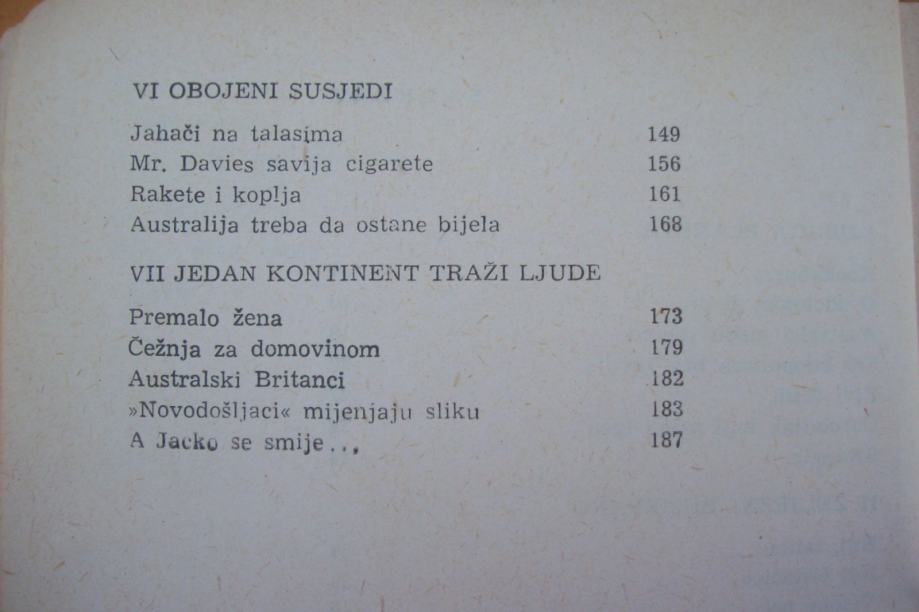 VI OBOJENI SUSJEDI
Jahači na talasima 149
Mr. Davies savija cigarete 156
Rakete i koplja 161
Australija treba da ostane bijela 168
VII JEDAN KONTINENT TRAŽI LJUDE
Premalo žena 173
Čežnja za domovinom 179
Australski Britanci 182
»Novodošljaci« mijenjaju sliku 183
A Jacko se smije... 187